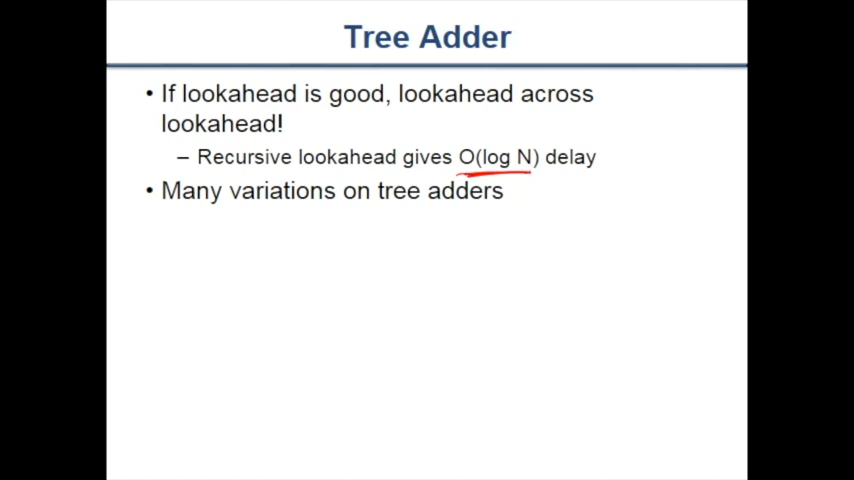 Tree Adder
• If lookahead is good, lookahead across
lookahead!
– Recursive lookahead gives O(log N) delay
• Many variations on tree adders